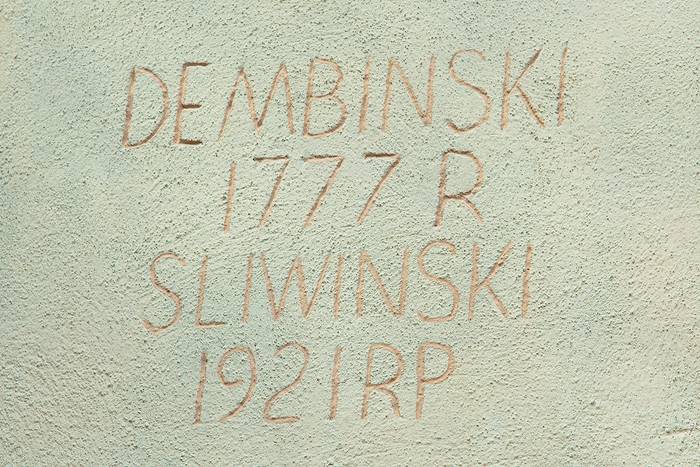 DEMBINSKI
1777 R
SLIWINSKI
1921 RP